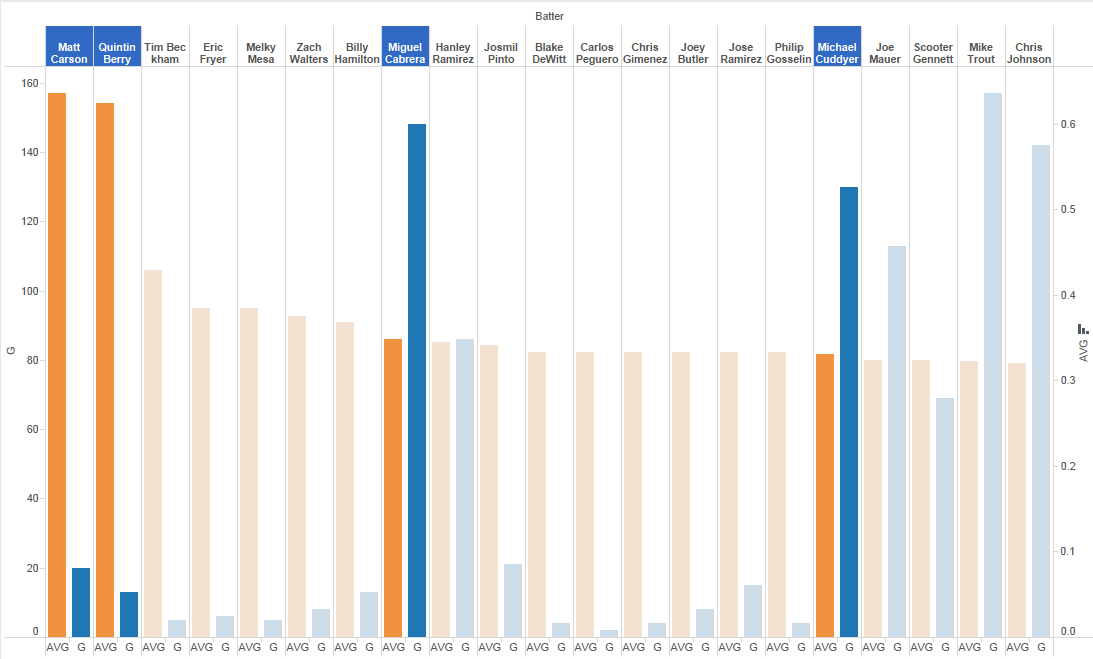 Batter
Matt Carson
Quintin Berry
Tim Bec kham
Eric Fryer
Melky Mesa
Zach Walters
Billy Hamilton
Miguel Cabrera
Hanley Ramirez
Josmil Pinto
Blake DeWitt
Carlos Peguero
Chris Gimenez
Joey Butler
Jose Ramirez
Philip Gosselin
Michael Cuddyer
Joe Mauer
Scooter Gennett
Mike Trout
Chris Johnson
160
140
120
100
80
60
40
20
0
G
0.6
0.5
0.4
0.3
0.2
0.1
0.0
AVG
AVG G AVG G AVG G AVG G AVG G AVG G AVG G AVG G AVG G AVG G AVG G AVG G AVG G AVG G AVG G AVG G AVG G AVG G AVG G AVG G AVG G